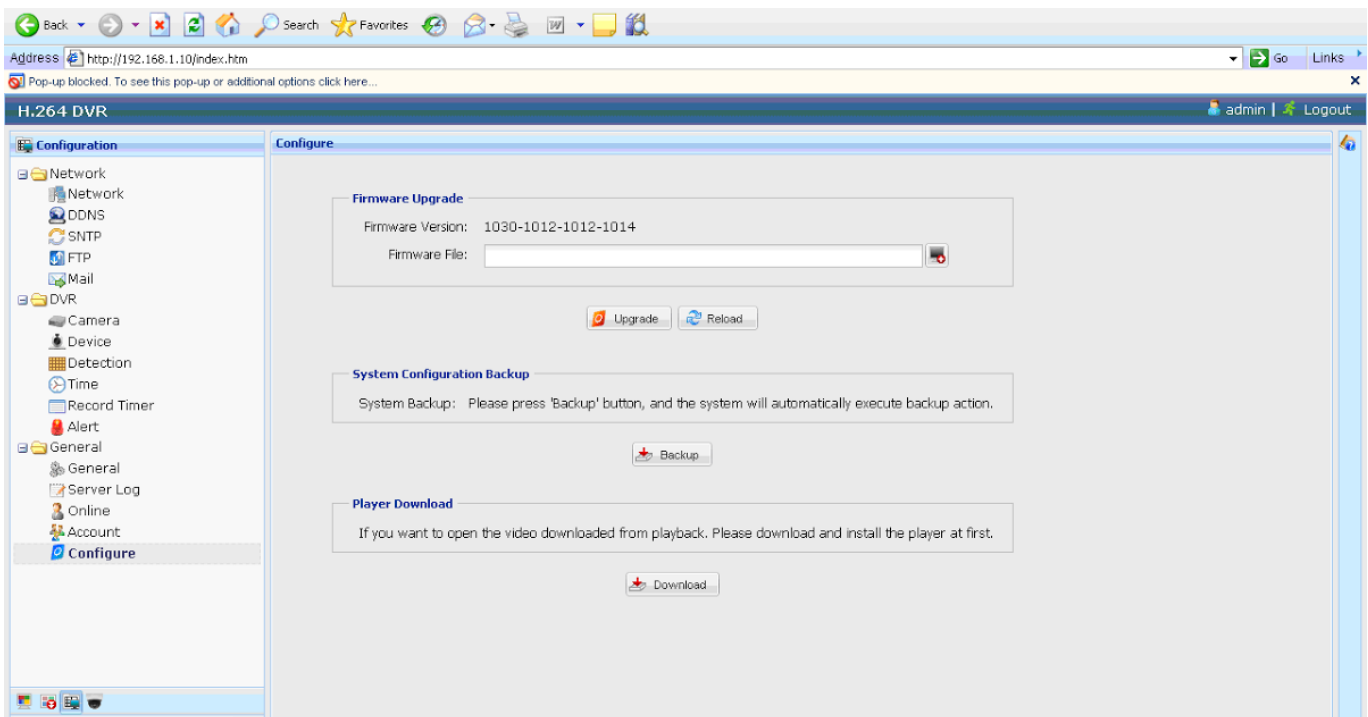 Back Search Favorites
Address http://192.168.1.10/index.htm Go Links
Pop-up blocked. To see this pop-up or additional options click here...
H.264 DVR admin | Logout
Configuration
Network
Network
DDNS
SNTP
FTP
Mail
DVR
Camera
Device
Detection
Time
Record Timer
Alert
General
General
Server Log
Online
Account
Configure
Configure
Firmware Upgrade
Firmware Version: 1030-1012-1012-1014
Firmware File:
Upgrade Reload
System Configuration Backup
System Backup: Please press 'Backup' button, and the system will automatically execute backup action.
Backup
Player Download
If you want to open the video downloaded from playback. Please download and install the player at first.
Download